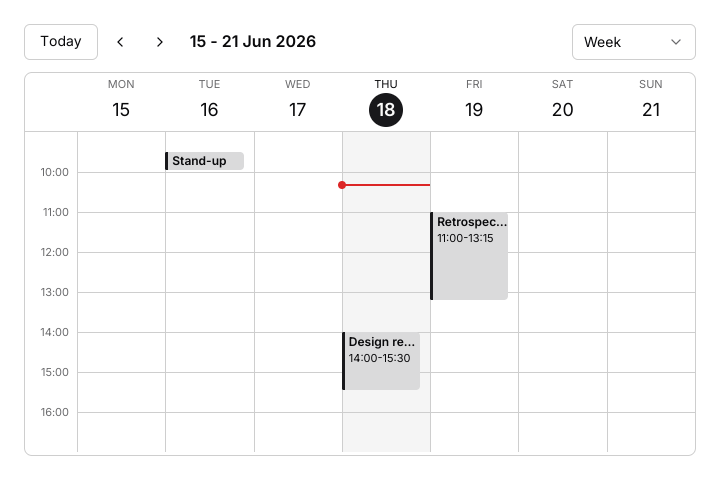 Today
15 - 21 Jun 2026
Week
MON TUE WED THU FRI SAT SUN
15 16 17 18 19 20 21
Stand-up
10:00
11:00
Retrospec...
11:00-13:15
12:00
13:00
14:00
Design re...
14:00-15:30
15:00
16:00